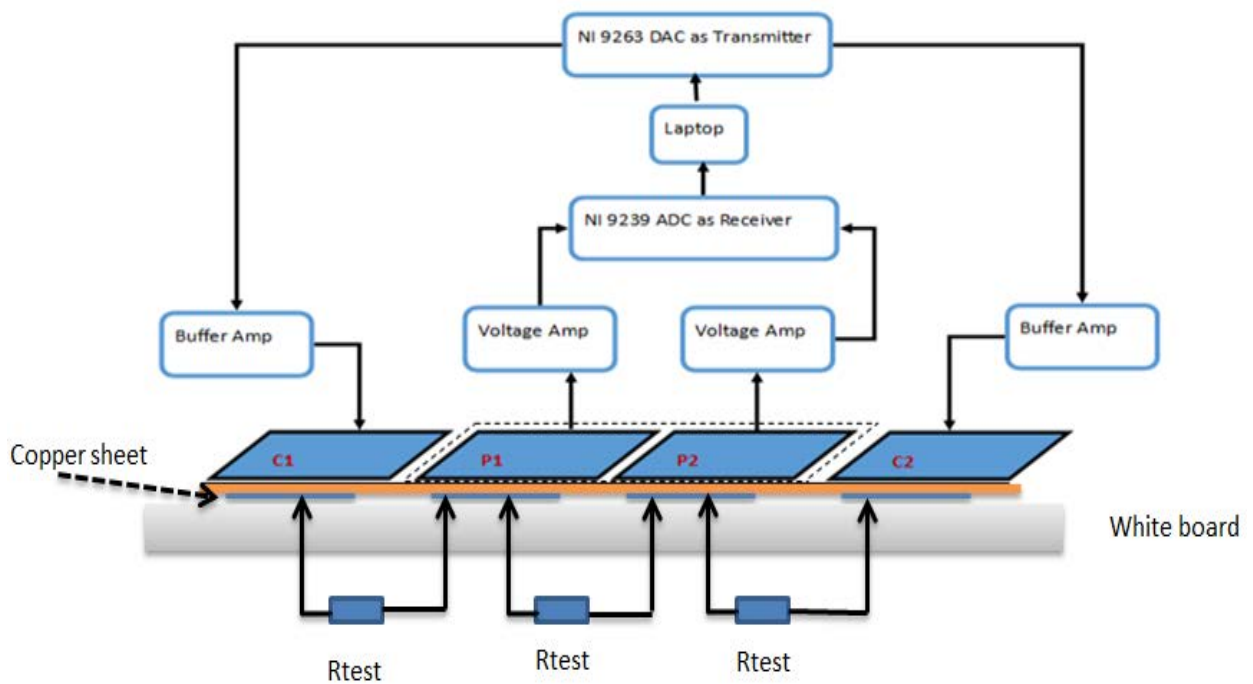 NI 9263 DAC as Transmitter
Laptop
NI 9239 ADC as Receiver
Buffer Amp
Voltage Amp
Voltage Amp
Buffer Amp
Copper sheet
C1
P1
P2
C2
White board
Rtest
Rtest
Rtest